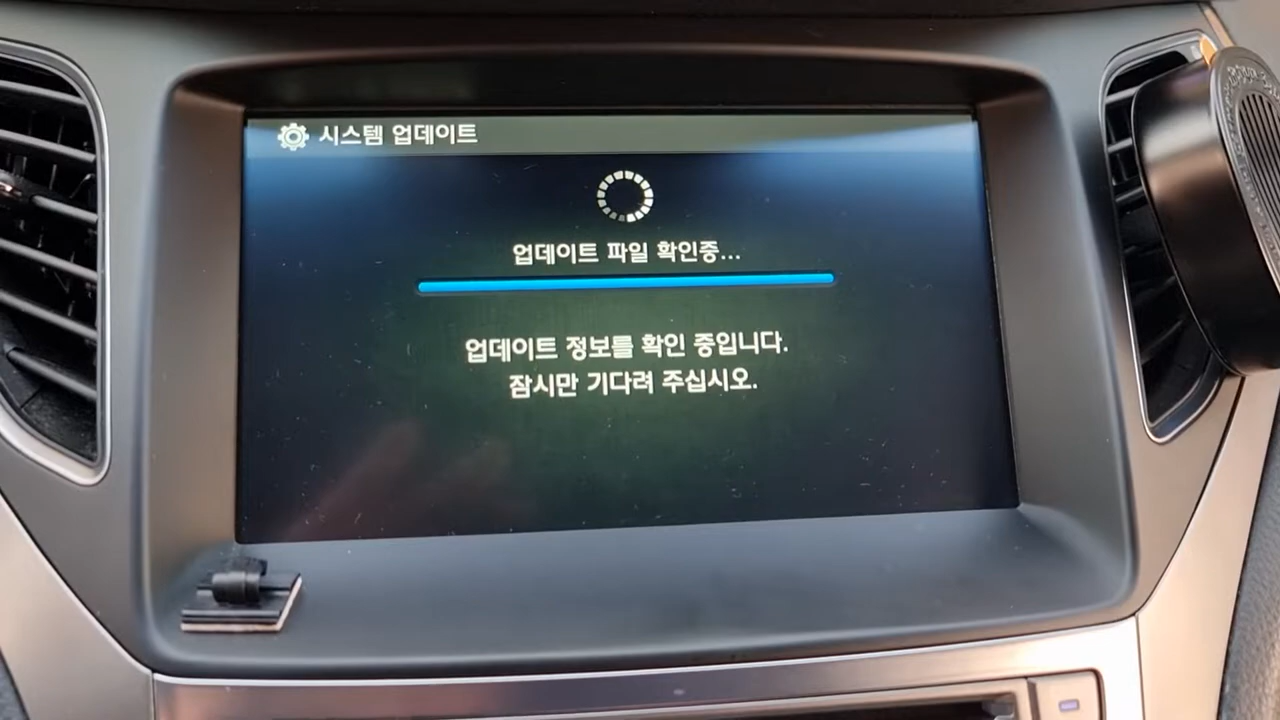 시스템 업데이트
업데이트 파일 확인중...
업데이트 정보를 확인 중입니다.
잠시만 기다려 주십시오.